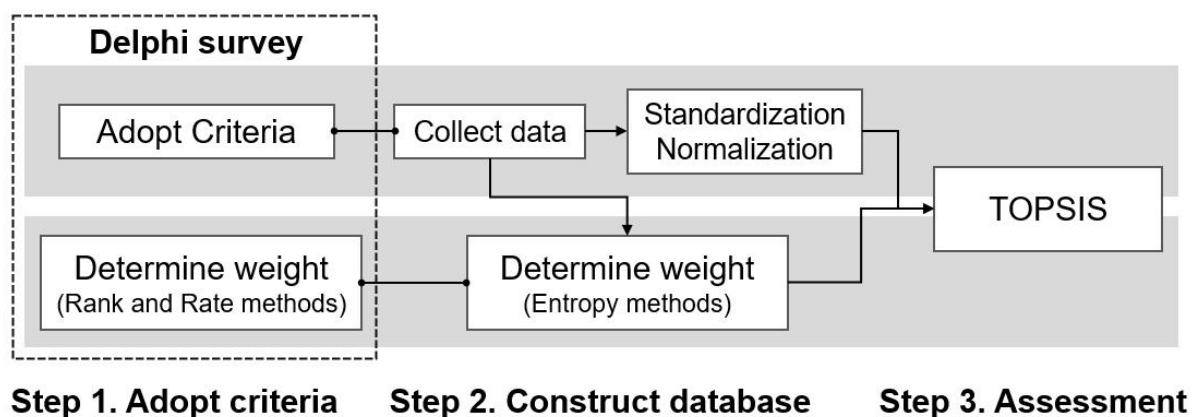 Delphi survey
Adopt Criteria
Collect data
Standardization
Normalization
TOPSIS
Determine weight
(Rank and Rate methods)
Determine weight
(Entropy methods)
Step 1. Adopt criteria
Step 2. Construct database
Step 3. Assessment